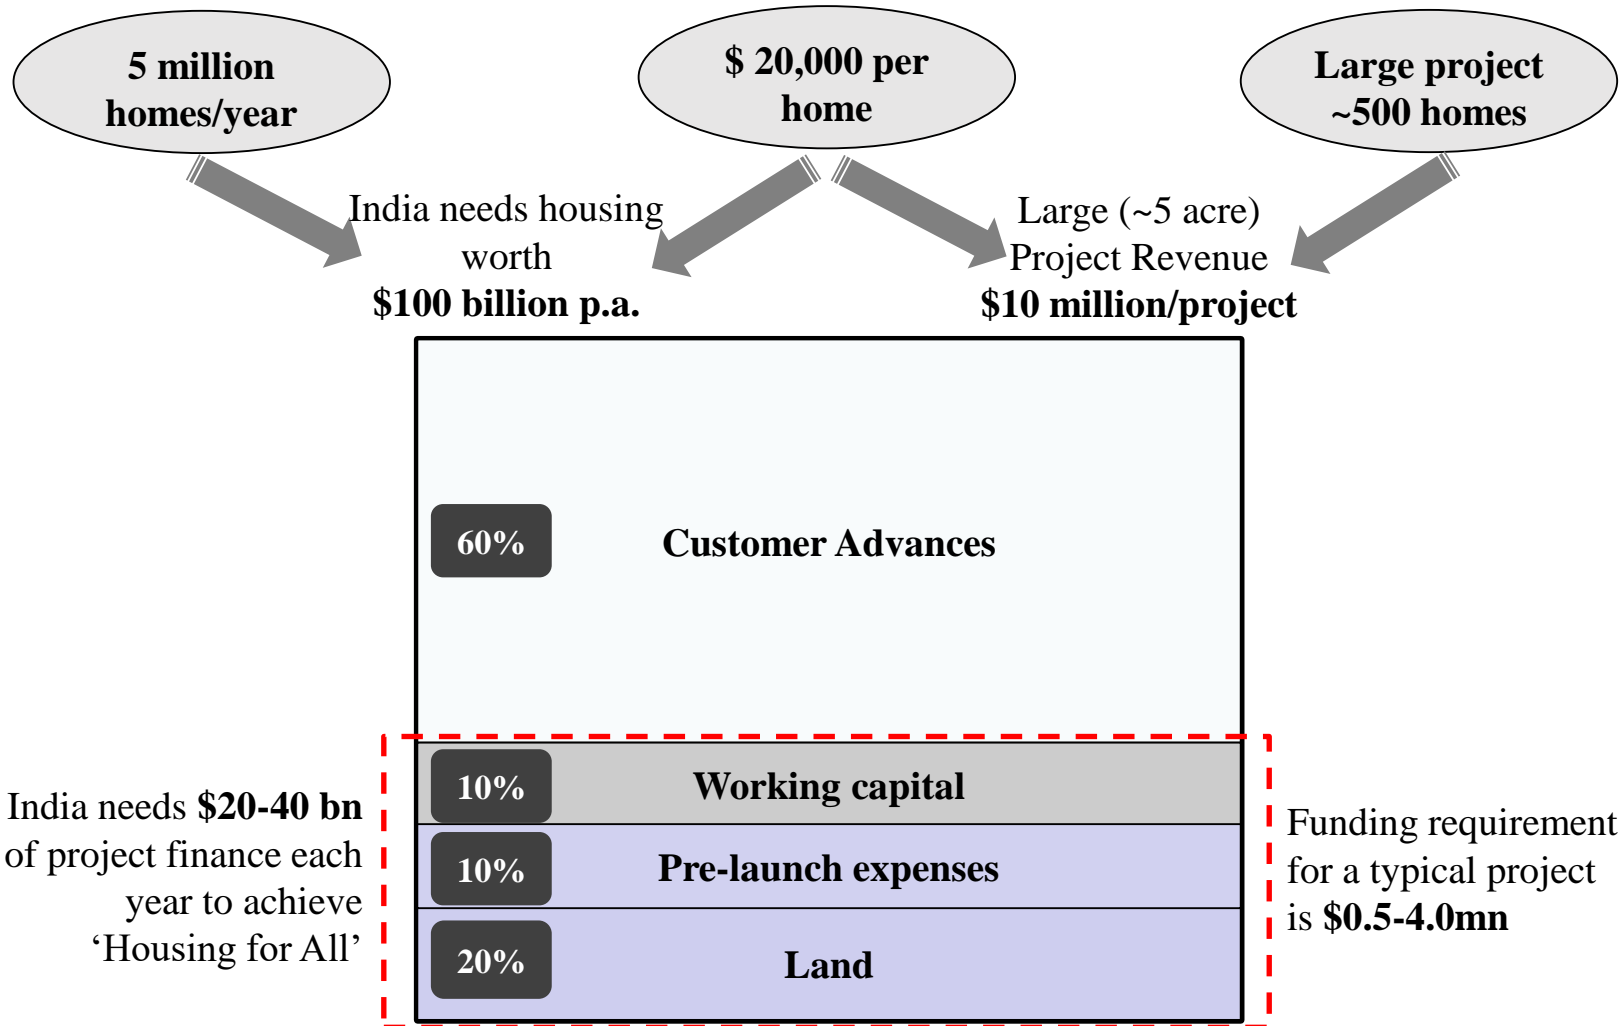 5 million
homes/year
$ 20,000 per
home
Large project
~500 homes
India needs housing
worth
$100 billion p.a.
Large (~5 acre)
Project Revenue
$10 million/project
60%
Customer Advances
10%
Working capital
10%
Pre-launch expenses
20%
Land
India needs $20-40 bn
of project finance each
year to achieve
‘Housing for All’
Funding requirement
for a typical project
is $0.5-4.0mn